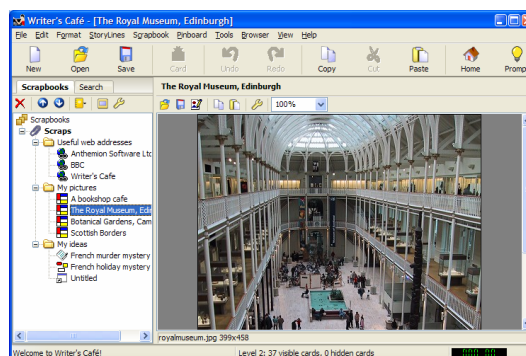 Writer's Café - [The Royal Museum, Edinburgh]
File Edit Format StoryLines Scrapbook Pinboard Tools Browser View Help
New Open Save Card Undo Redo Copy Cut Paste Home Promp
Scrapbooks Search
The Royal Museum, Edinburgh
100%
Scrapbooks
Scraps
Useful web addresses
Anthemion Software Ltd
BBC
Writer's Cafe
My pictures
A bookshop cafe
The Royal Museum, Edi
Botanical Gardens, Cam
Scottish Borders
My ideas
French murder mystery
French holiday mystery
Untitled
royalmuseum.jpg 399x458
Welcome to Writer's Café! Level 2: 37 visible cards, 0 hidden cards